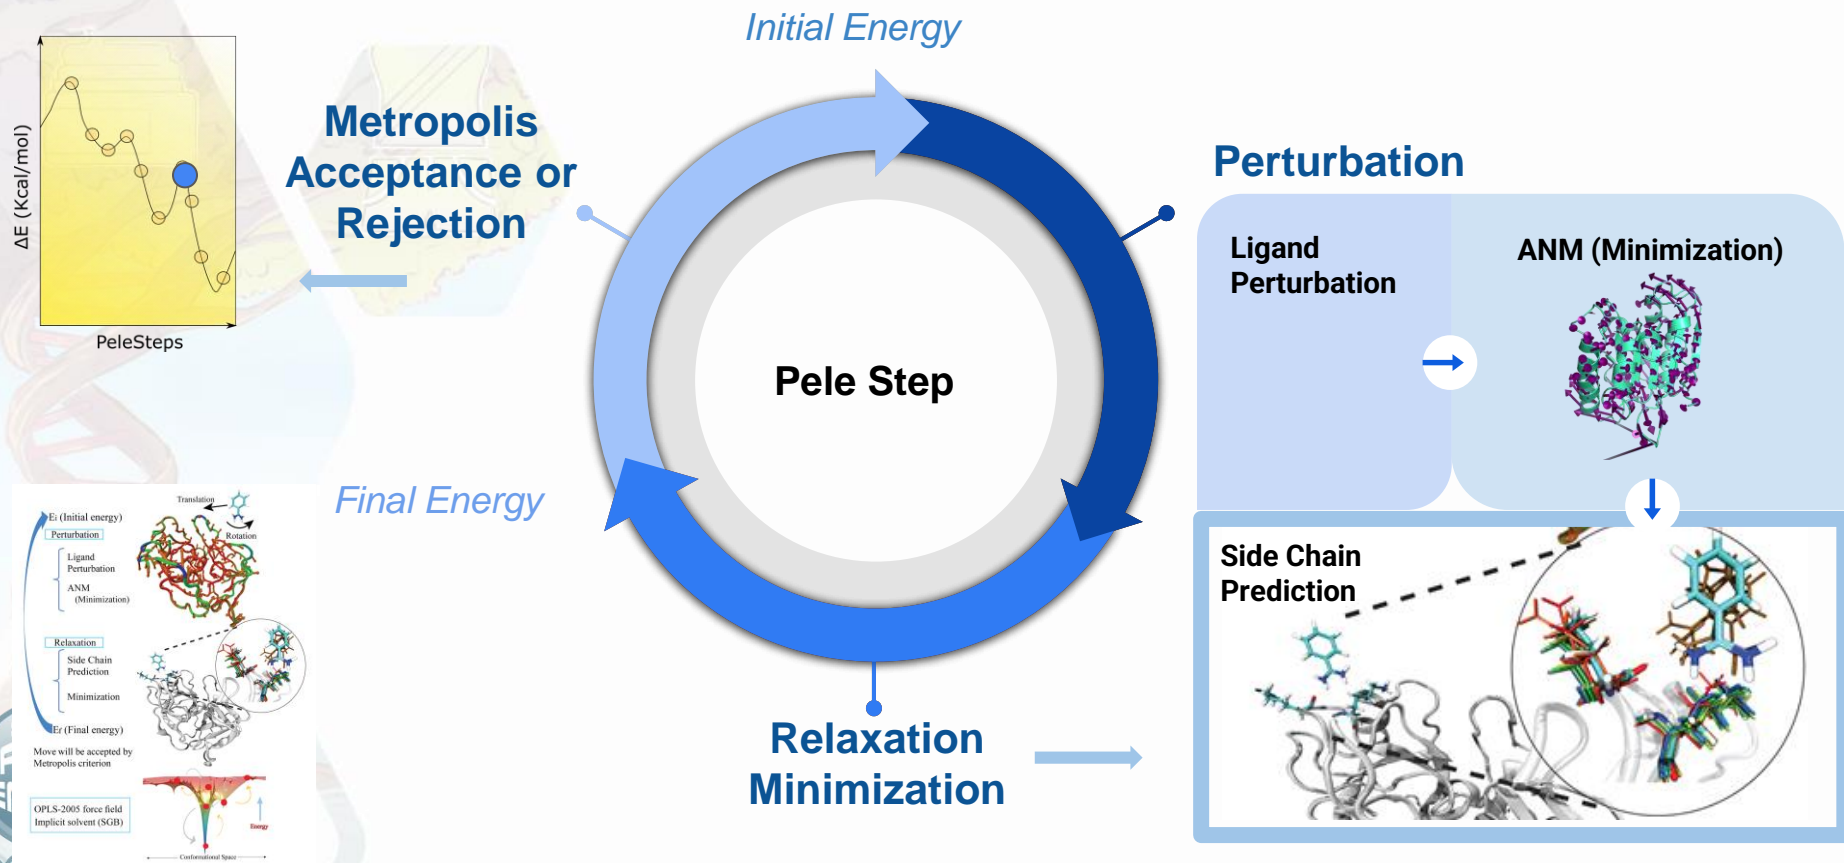 Initial Energy
Metropolis
Acceptance or
Rejection
ΔE (Kcal/mol)
PeleSteps
Pele Step
Perturbation
Ligand
Perturbation
ANM (Minimization)
Side Chain
Prediction
Final Energy
Relaxation
Minimization
Translation
Rotation
Ei (Initial energy)
Perturbation
Ligand
Perturbation
ANM
(Minimization)
Relaxation
Side Chain
Prediction
Minimization
Ef (Final energy)
Move will be accepted by
Metropolis criterion
OPLS-2005 force field
Implicit solvent (SGB)
Energy
Conformational Space